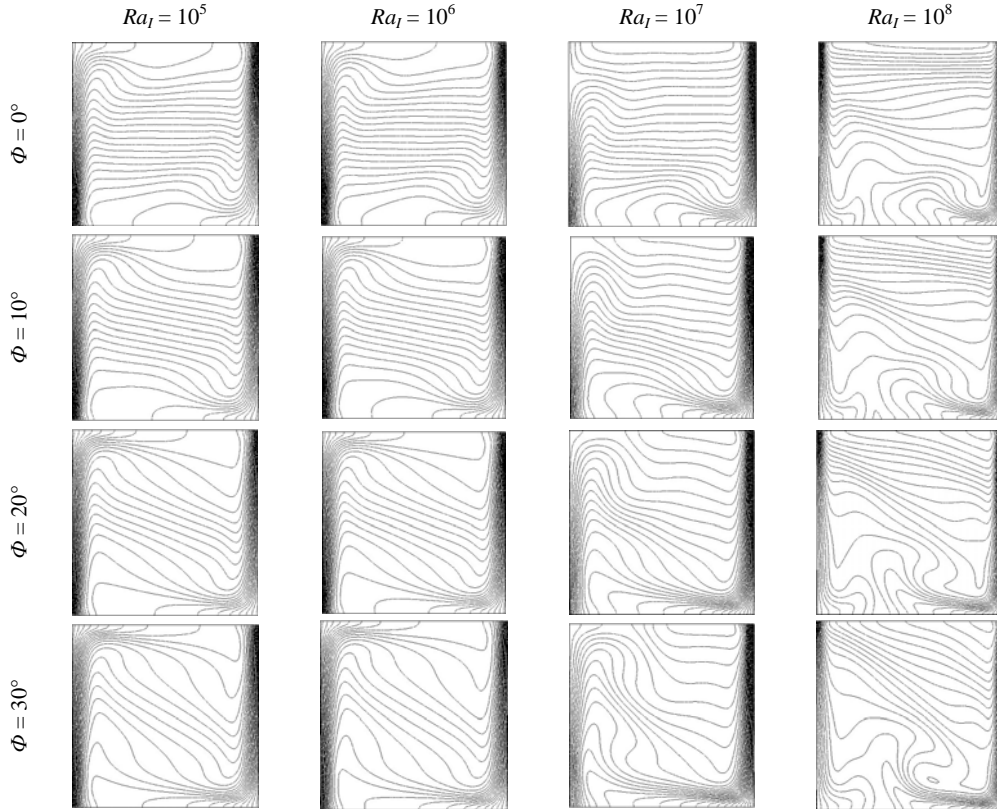 Ra_I = 10^5
Ra_I = 10^6
Ra_I = 10^7
Ra_I = 10^8
Φ = 0°
Φ = 10°
Φ = 20°
Φ = 30°